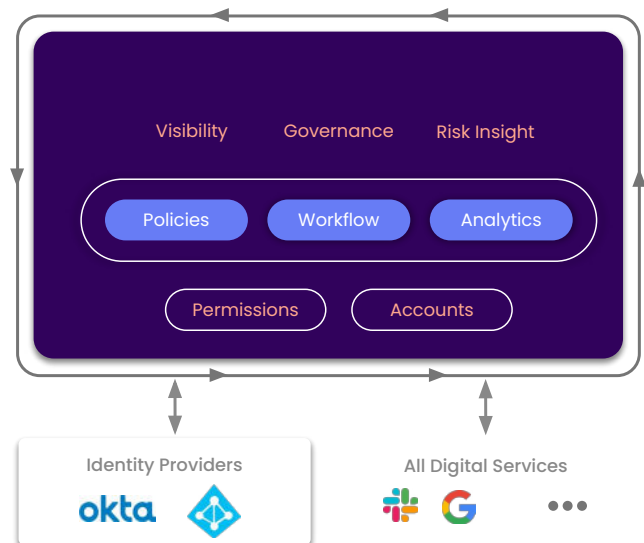 Visibility Governance Risk Insight
Policies Workflow Analytics
Permissions Accounts
Identity Providers All Digital Services
okta